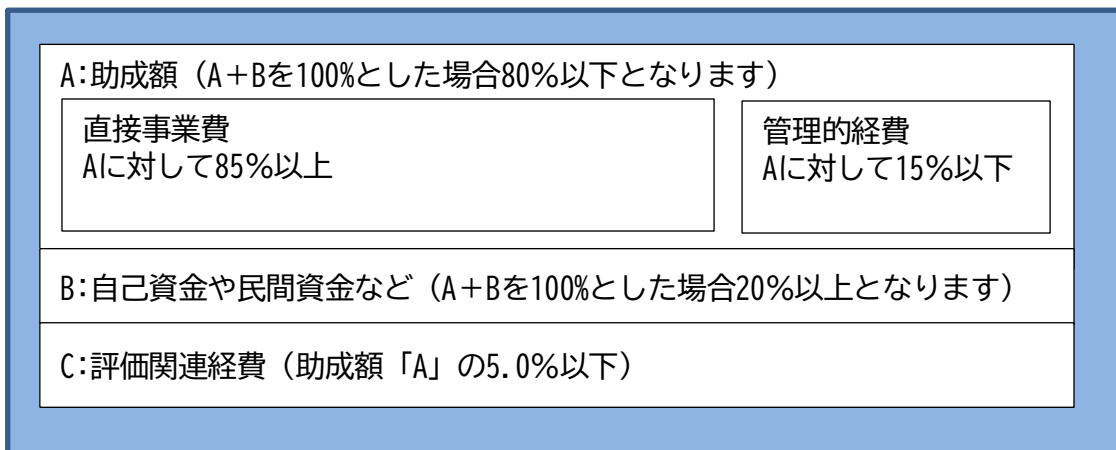 A:助成額（A＋Bを100%とした場合80％以下となります）
直接事業費
Aに対して85％以上
管理的経費
Aに対して15％以下
B:自己資金や民間資金など（A＋Bを100%とした場合20％以上となります）
C:評価関連経費（助成額「A」の5.0％以下）